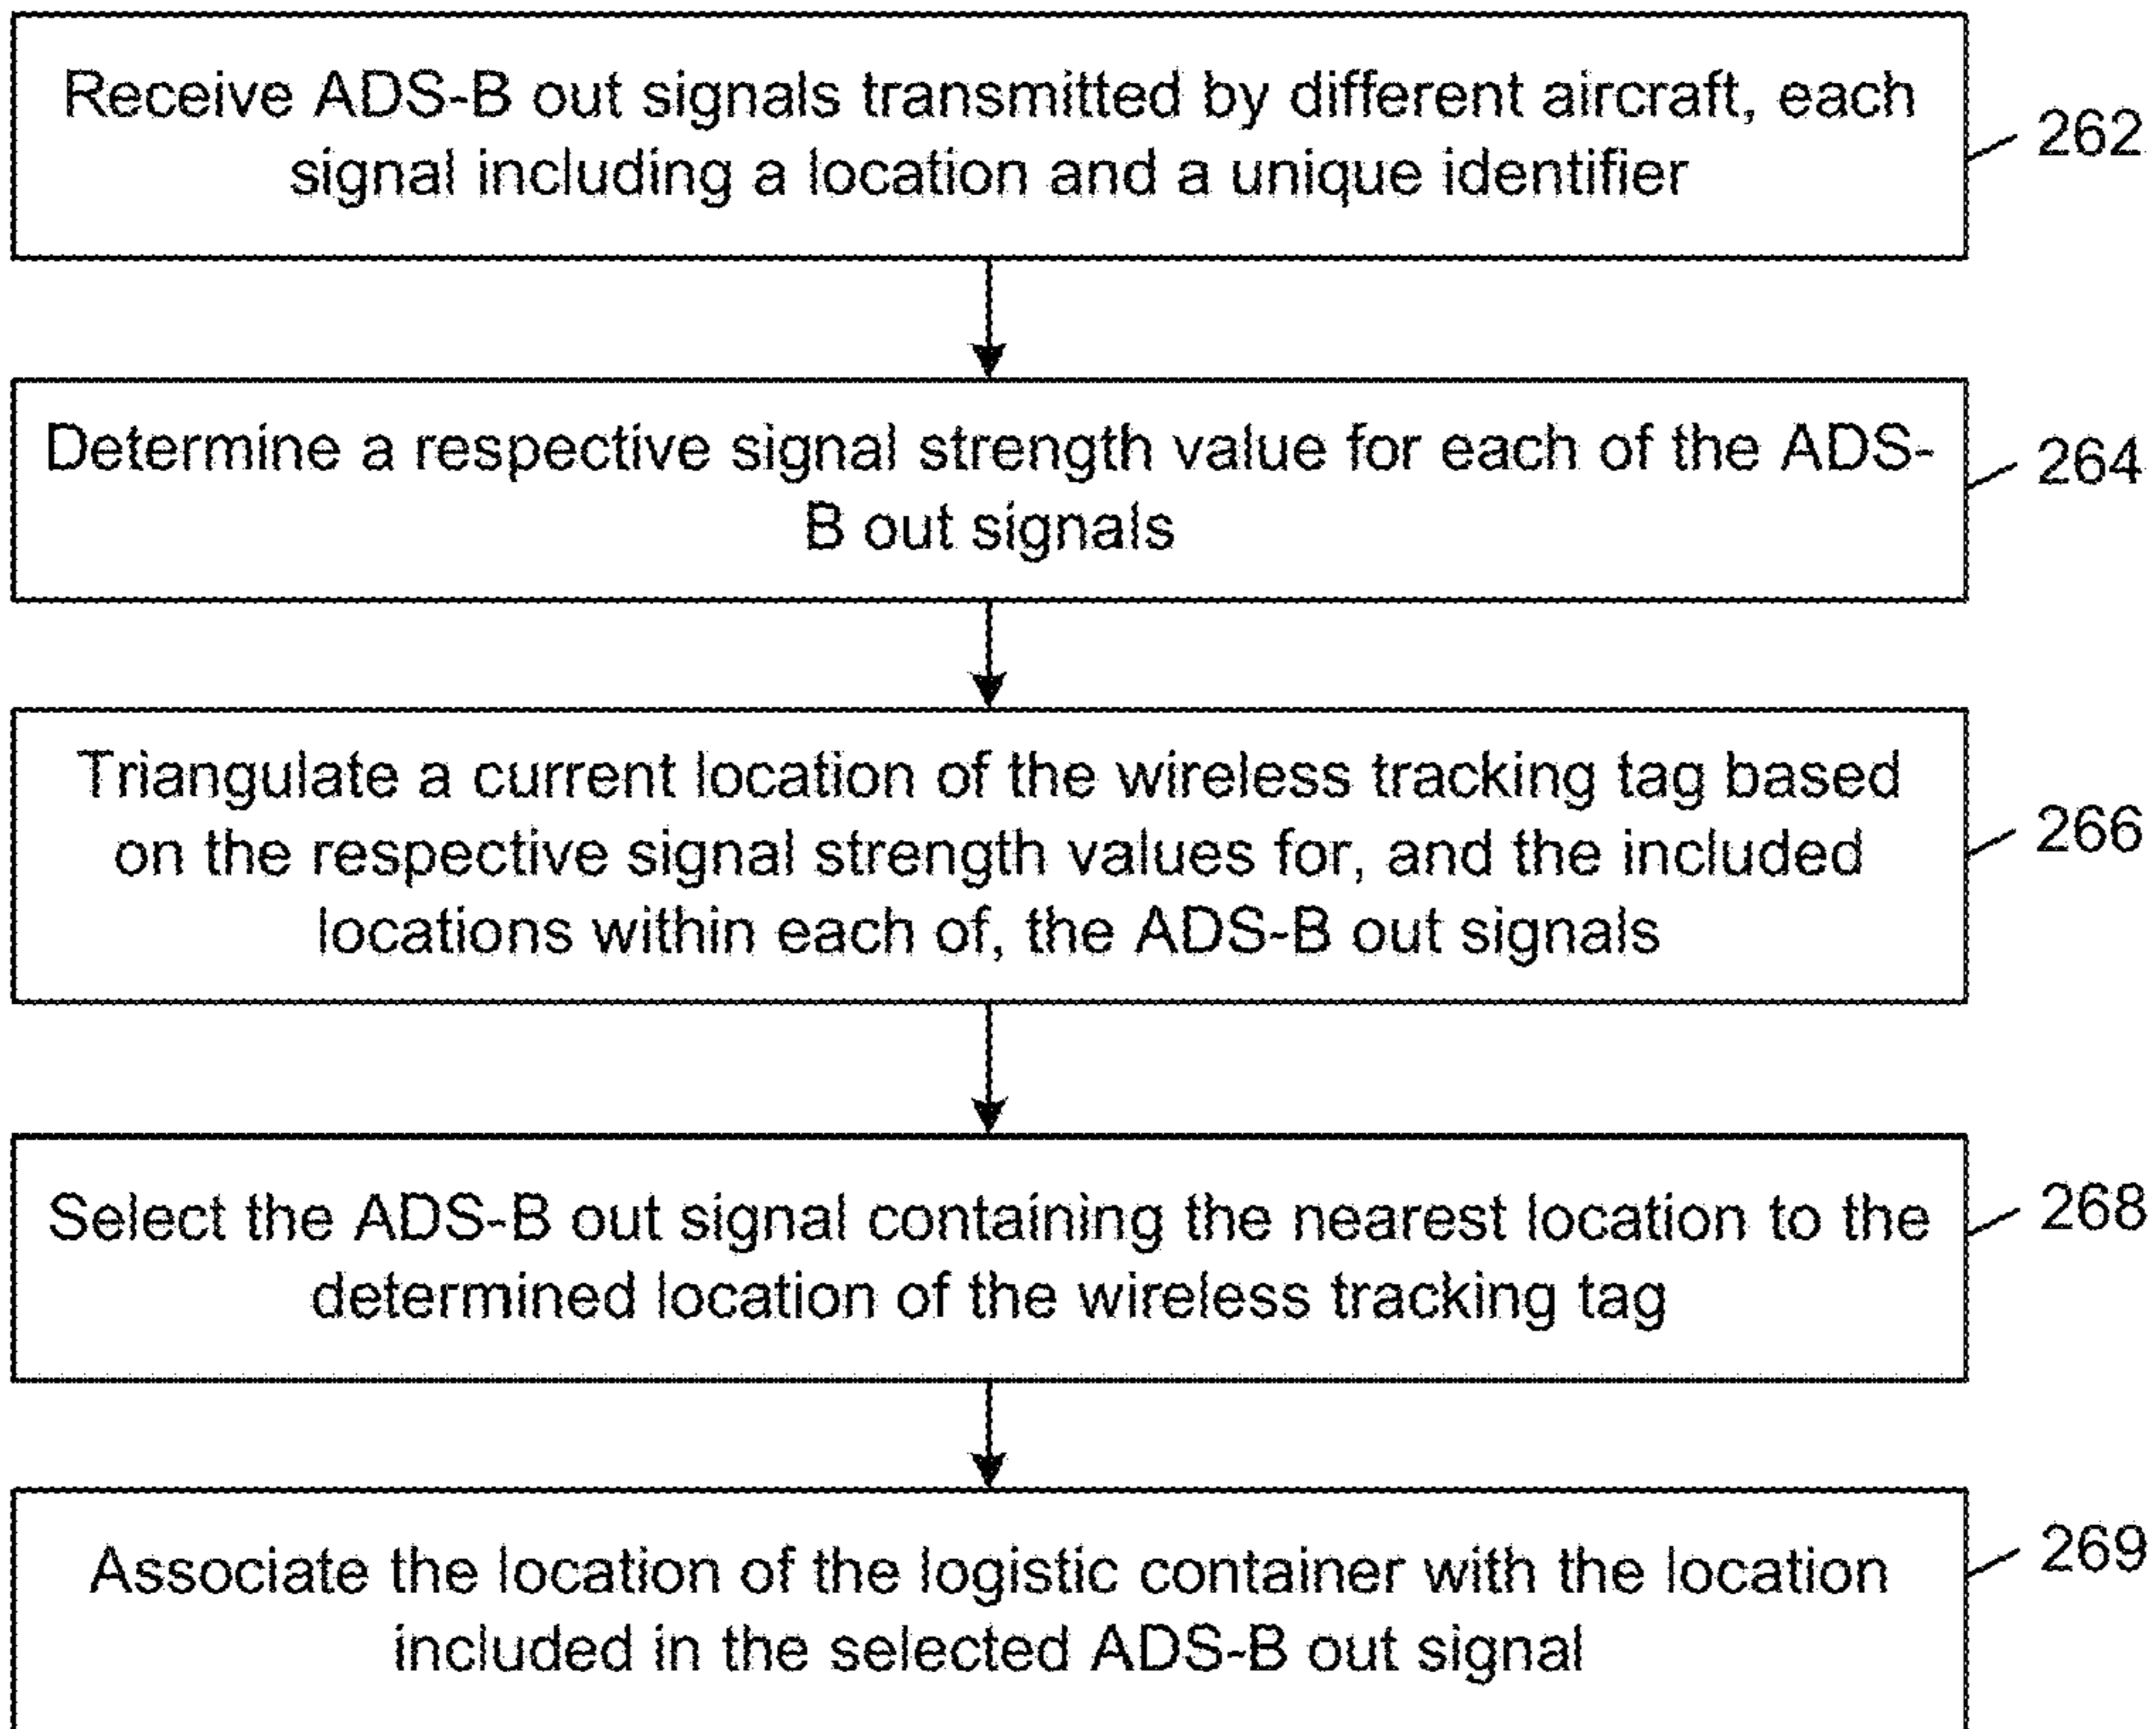 Receive ADS-B out signals transmitted by different aircraft, each
signal including a location and a unique identifier
262
Determine a respective signal strength value for each of the ADS-
B out signals
264
Triangulate a current location of the wireless tracking tag based
on the respective signal strength values for, and the included
locations within each of, the ADS-B out signals
266
Select the ADS-B out signal containing the nearest location to the
determined location of the wireless tracking tag
268
Associate the location of the logistic container with the location
included in the selected ADS-B out signal
269